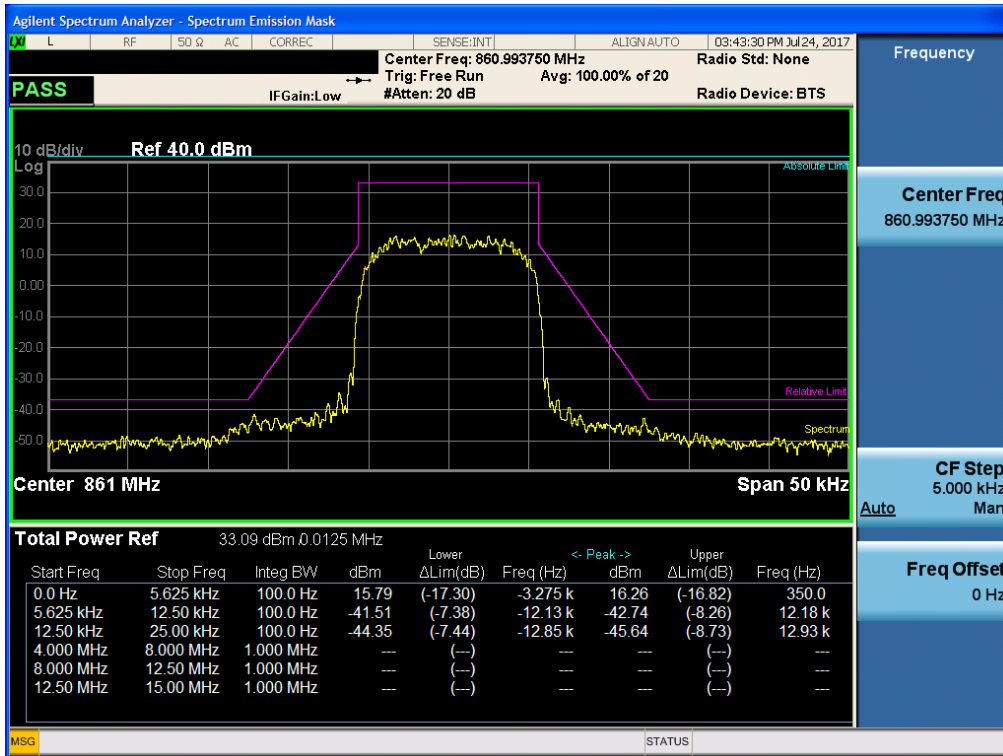 Agilent Spectrum Analyzer - Spectrum Emission Mask
LXI L RF 50 Ω AC CORREC SENSE:INT ALIGN AUTO 03:43:30 PM Jul 24, 2017
Center Freq: 860.993750 MHz Radio Std: None
Trig: Free Run Avg: 100.00% of 20
PASS IFGain:Low #Atten: 20 dB Radio Device: BTS
10 dB/div Ref 40.0 dBm
Log Absolute Limit
30.0
20.0
10.0
0.00
-10.0
-20.0
-30.0
Relative Limit
-40.0
Spectrum
-50.0
Center 861 MHz Span 50 kHz
Total Power Ref 33.09 dBm / 0.0125 MHz
Lower <- Peak -> Upper
Start Freq Stop Freq Integ BW dBm ΔLim(dB) Freq (Hz) dBm ΔLim(dB) Freq (Hz)
0.0 Hz 5.625 kHz 100.0 Hz 15.79 (-17.30) -3.275 k 16.26 (-16.82) 350.0
5.625 kHz 12.50 kHz 100.0 Hz -41.51 (-7.38) -12.13 k -42.74 (-8.26) 12.18 k
12.50 kHz 25.00 kHz 100.0 Hz -44.35 (-7.44) -12.85 k -45.64 (-8.73) 12.93 k
4.000 MHz 8.000 MHz 1.000 MHz --- (---) --- --- (---) ---
8.000 MHz 12.50 MHz 1.000 MHz --- (---) --- --- (---) ---
12.50 MHz 15.00 MHz 1.000 MHz --- (---) --- --- (---) ---
MSG STATUS
Frequency
Center Freq
860.993750 MHz
CF Step
5.000 kHz
Auto Man
Freq Offset
0 Hz